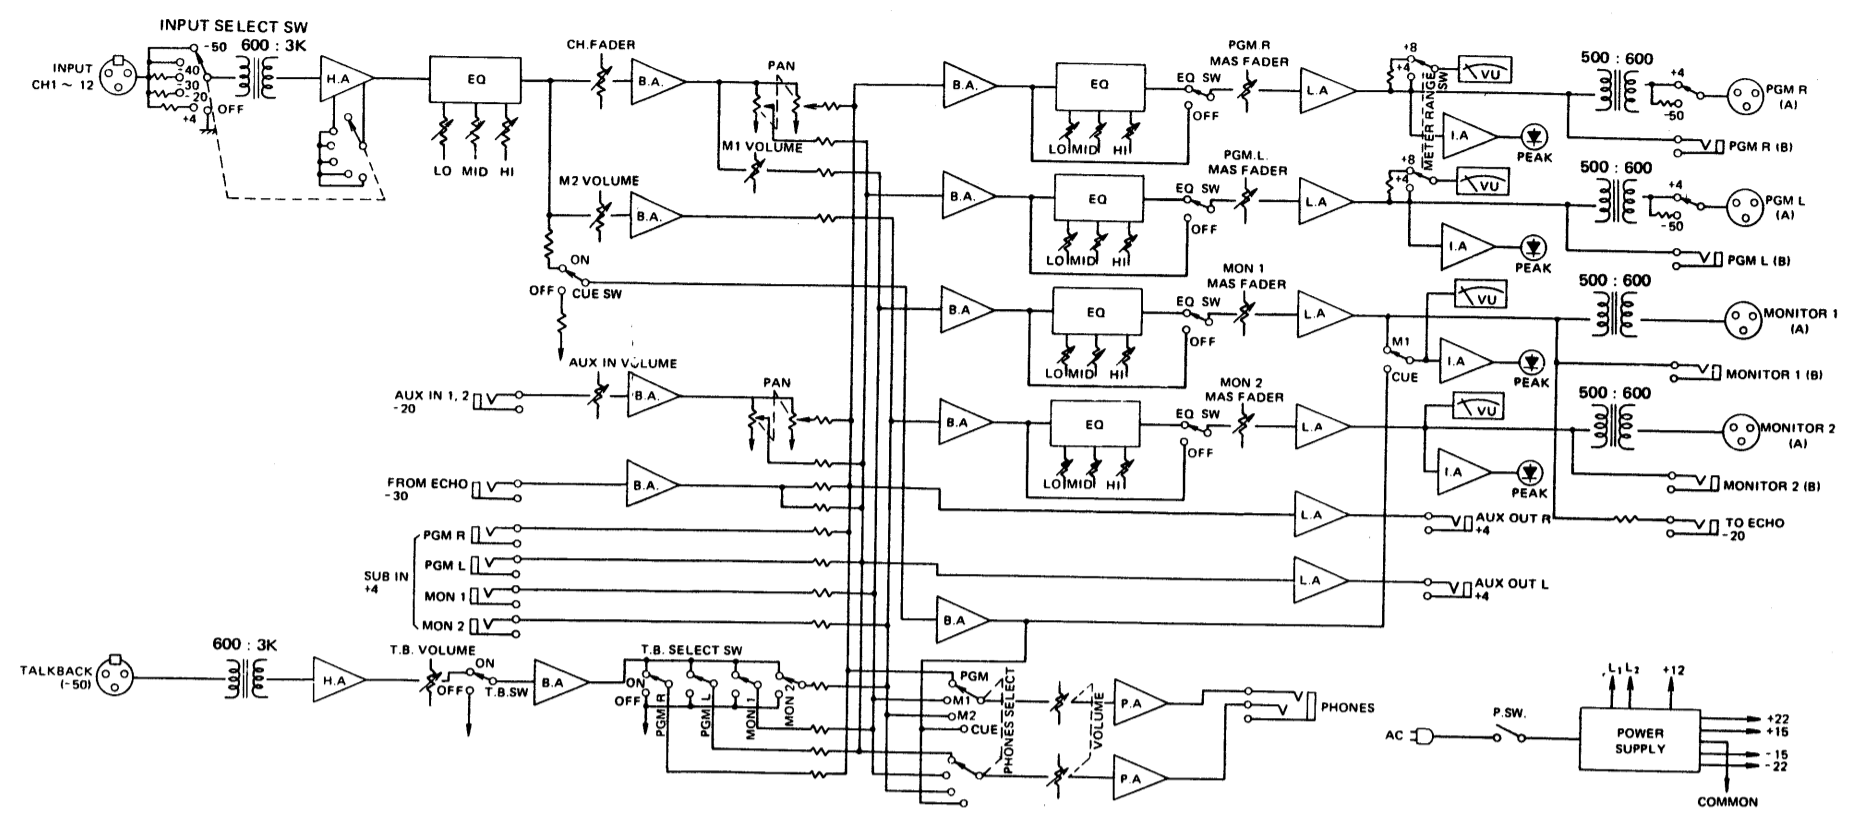 INPUT SELECT SW
-50 600 : 3K
INPUT
CH1 ~ 12
-40
-30
-20
+4
OFF
H.A
EQ
LO MID HI
CH.FADER
B.A.
PAN
M1 VOLUME
M2 VOLUME
B.A.
ON
OFF
CUE SW
AUX IN VOLUME
AUX IN 1, 2
-20
B.A.
PAN
FROM ECHO
-30
B.A.
SUB IN
+4
PGM R
PGM L
MON 1
MON 2
TALKBACK
(-50)
600 : 3K
H.A
T.B. VOLUME
ON
OFF
T.B.SW
B.A
T.B. SELECT SW
ON
OFF
PGM R
PGM L
MON 1
MON 2
B.A.
EQ
LO MID HI
EQ SW
OFF
PGM R
MAS FADER
L.A
+8
+4
METER RANGE
SW
VU
I.A
PEAK
500 : 600
+4
-50
PGM R
(A)
PGM R (B)
B.A.
EQ
LO MID HI
EQ SW
OFF
PGM.L.
MAS FADER
L.A
+8
+4
VU
I.A
PEAK
500 : 600
+4
-50
PGM L
(A)
PGM L (B)
B.A
EQ
LO MID HI
EQ SW
OFF
MON 1
MAS FADER
L.A
M1
CUE
VU
I.A
PEAK
500 : 600
MONITOR 1
(A)
MONITOR 1 (B)
B.A
EQ
LO MID HI
EQ SW
OFF
MON 2
MAS FADER
L.A
VU
I.A
PEAK
500 : 600
MONITOR 2
(A)
MONITOR 2 (B)
L.A
AUX OUT R
+4
TO ECHO
-20
L.A
AUX OUT L
+4
B.A
PGM
M1
M2
CUE
PHONES SELECT
VOLUME
P.A
P.A
PHONES
AC
P.SW.
POWER
SUPPLY
L1 L2 +12
+22
+15
-15
-22
COMMON